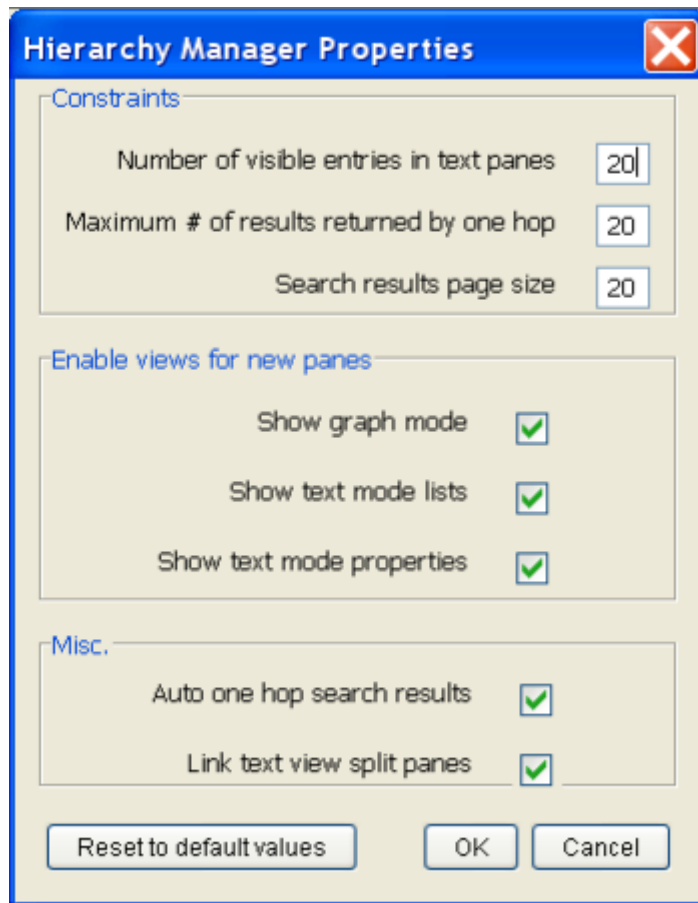 Hierarchy Manager Properties
Constraints
Number of visible entries in text panes 20
Maximum # of results returned by one hop 20
Search results page size 20
Enable views for new panes
Show graph mode
Show text mode lists
Show text mode properties
Misc.
Auto one hop search results
Link text view split panes
Reset to default values OK Cancel